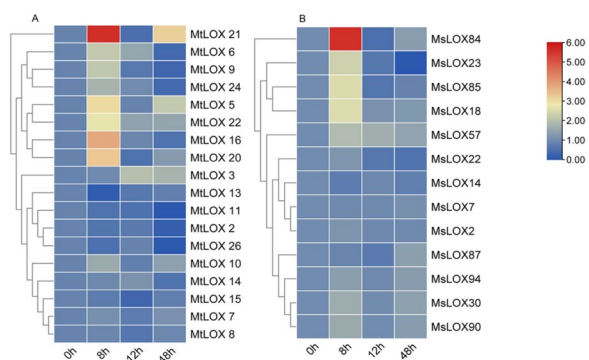 A
MtLOX 21
MtLOX 6
MtLOX 9
MtLOX 24
MtLOX 5
MtLOX 22
MtLOX 16
MtLOX 20
MtLOX 3
MtLOX 13
MtLOX 11
MtLOX 2
MtLOX 26
MtLOX 10
MtLOX 14
MtLOX 15
MtLOX 7
MtLOX 8
0h
8h
12h
48h
B
MsLOX84
MsLOX23
MsLOX85
MsLOX18
MsLOX57
MsLOX22
MsLOX14
MsLOX7
MsLOX2
MsLOX87
MsLOX94
MsLOX30
MsLOX90
0h
8h
12h
48h
6.00
5.00
4.00
3.00
2.00
1.00
0.00